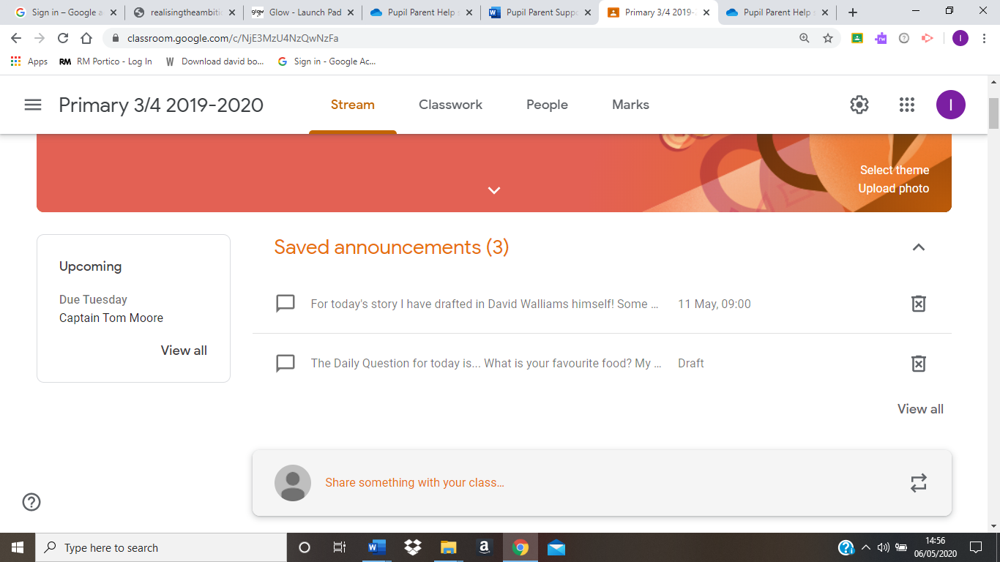 Sign in – Google a
realisingtheambiti
glow Glow - Launch Pad
Pupil Parent Help
Pupil Parent Suppo
Primary 3/4 2019-
Pupil Parent Help
classroom.google.com/c/NjE3MzU4NzQwNzFa
Apps
RM RM Portico - Log In
W Download david bo...
G Sign in - Google Ac...
Primary 3/4 2019-2020
Stream
Classwork
People
Marks
I
Select theme
Upload photo
Upcoming
Due Tuesday
Captain Tom Moore
View all
Saved announcements (3)
For today's story I have drafted in David Walliams himself! Some ...
11 May, 09:00
The Daily Question for today is... What is your favourite food? My ...
Draft
View all
Share something with your class...
Type here to search
14:56
06/05/2020